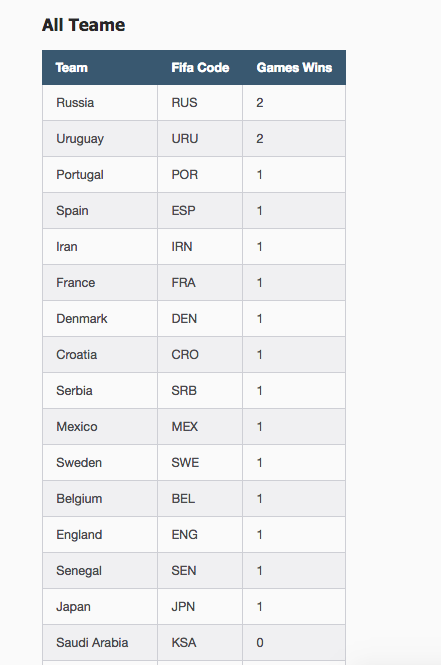 All Teame
Team Fifa Code Games Wins
Russia RUS 2
Uruguay URU 2
Portugal POR 1
Spain ESP 1
Iran IRN 1
France FRA 1
Denmark DEN 1
Croatia CRO 1
Serbia SRB 1
Mexico MEX 1
Sweden SWE 1
Belgium BEL 1
England ENG 1
Senegal SEN 1
Japan JPN 1
Saudi Arabia KSA 0